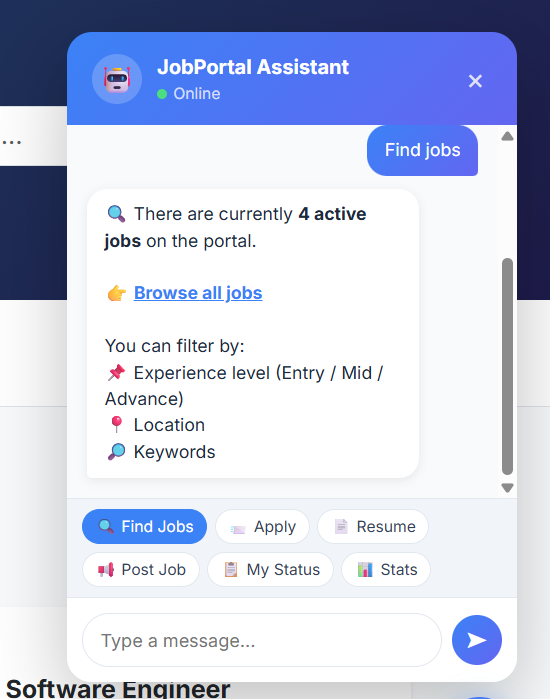 JobPortal Assistant
Online
...
Find jobs
There are currently 4 active
jobs on the portal.
Browse all jobs
You can filter by:
Experience level (Entry / Mid /
Advance)
Location
Keywords
Find Jobs
Apply
Resume
Post Job
My Status
Stats
Type a message...
Software Engineer